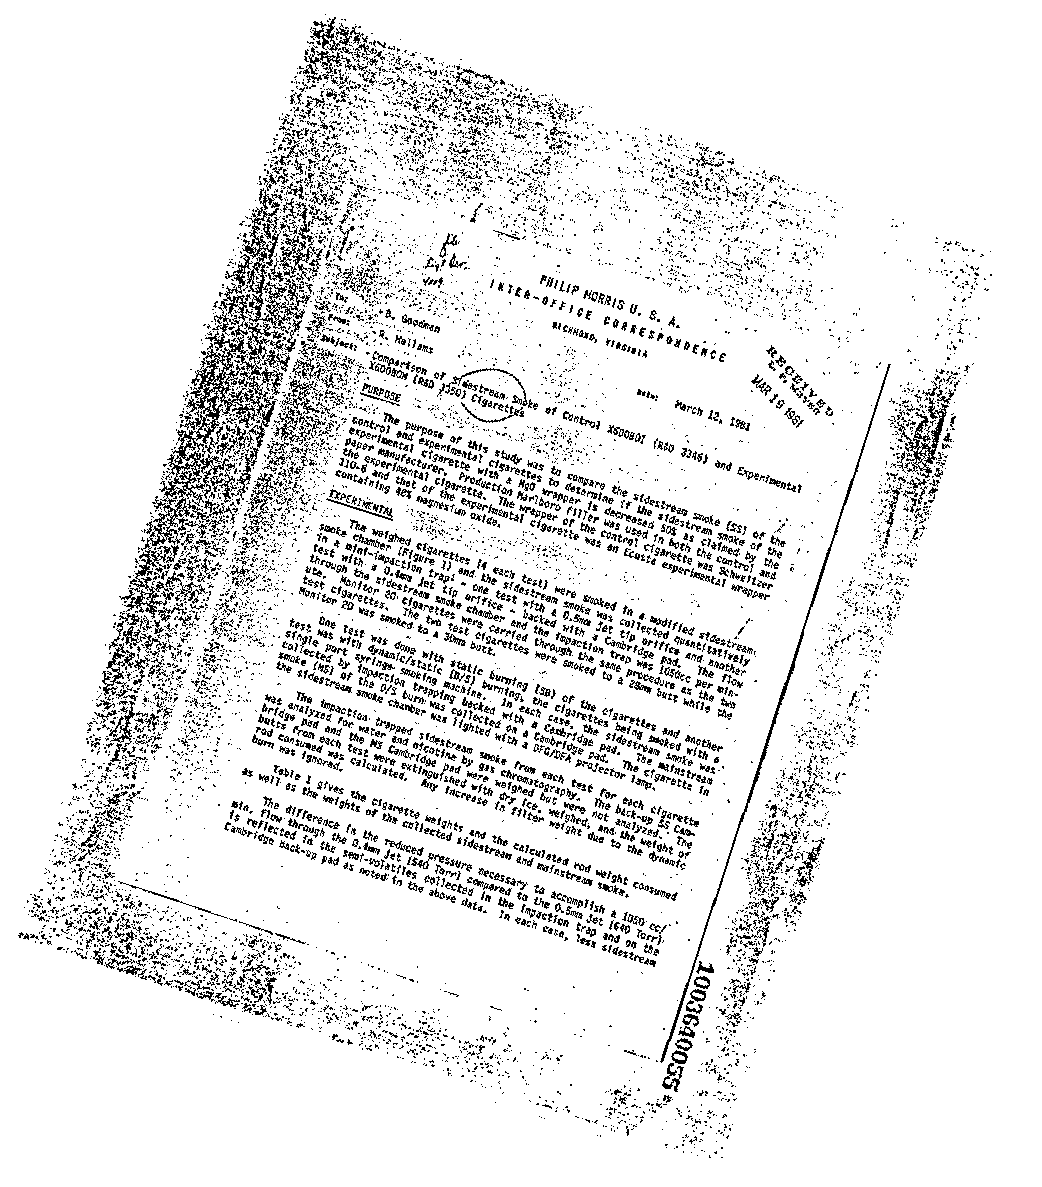 PHILIP MORRIS U. S. A.
INTER-OFFICE CORRESPONDENCE
RICHMOND, VIRGINIA
To: .B. Goodman
Date: March 12, 1981
From: .R. Hellams
Subject: .Comparison of Sidestream Smoke of Control X6D0BDI (R&D 3346) and Experimental
(R&D 3350) Cigarettes
RECEIVED
MAR 19 1981
PURPOSE
The purpose of this study was to compare the sidestream smoke (SS) of the
control and experimental cigarettes to determine if the sidestream smoke of the
experimental cigarette with a MgO wrapper is decreased 50% as claimed by the
paper manufacturer. Production Marlboro filler was used in both the control and
the experimental cigarette. The wrapper of the control cigarette was Schweitzer
and that of the experimental cigarette was an Ecusta experimental wrapper
containing 40% magnesium oxide.
EXPERIMENTAL
The weighed cigarettes (4 each test) were smoked in a modified sidestream
smoke chamber (Figure 1) and the sidestream smoke was collected quantitatively
in a mini-impaction trap: - one test with a 0.5mm jet tip orifice and another
test with a 0.4mm jet tip orifice - backed with a Cambridge pad. The flow
through the sidestream smoke chamber and the impaction trap was 1050cc per min-
ute. Monitor 2D cigarettes were carried through the same procedure as the two
test cigarettes. The two test cigarettes were smoked to a 28mm butt while the
Monitor 2D was smoked to a 30mm butt.
One test was done with static burning (SB) of the cigarettes and another
test was with dynamic/static (D/S) burning, the cigarettes being smoked with a
single port syringe smoking machine. In each case, the sidestream smoke was
collected by impaction trapping backed with a Cambridge pad. The mainstream
smoke (MS) of the D/S burn was collected on a Cambridge pad. The cigarette in
the sidestream smoke chamber was lighted with a DFG/DFA projector lamp.
The impaction trapped sidestream smoke from each test for each cigarette
was analyzed for water and nicotine by gas chromatography. The back-up SS Cam-
bridge pad and the MS Cambridge pad were weighed but were not analyzed. The
butts from each test were extinguished with dry ice, weighed, and the weight of
rod consumed was calculated. Any increase in filter weight due to the dynamic
burn was ignored.
Table I gives the cigarette weights and the calculated rod weight consumed
as well as the weights of the collected sidestream and mainstream smoke.
The difference in the reduced pressure necessary to accomplish a 1050 cc/
min. flow through the 0.4mm jet (540 Torr) compared to the 0.5mm jet (640 Torr)
is reflected in the semi-volatiles collected in the impaction trap and on the
Cambridge back-up pad as noted in the above data. In each case, less sidestream
1003640055